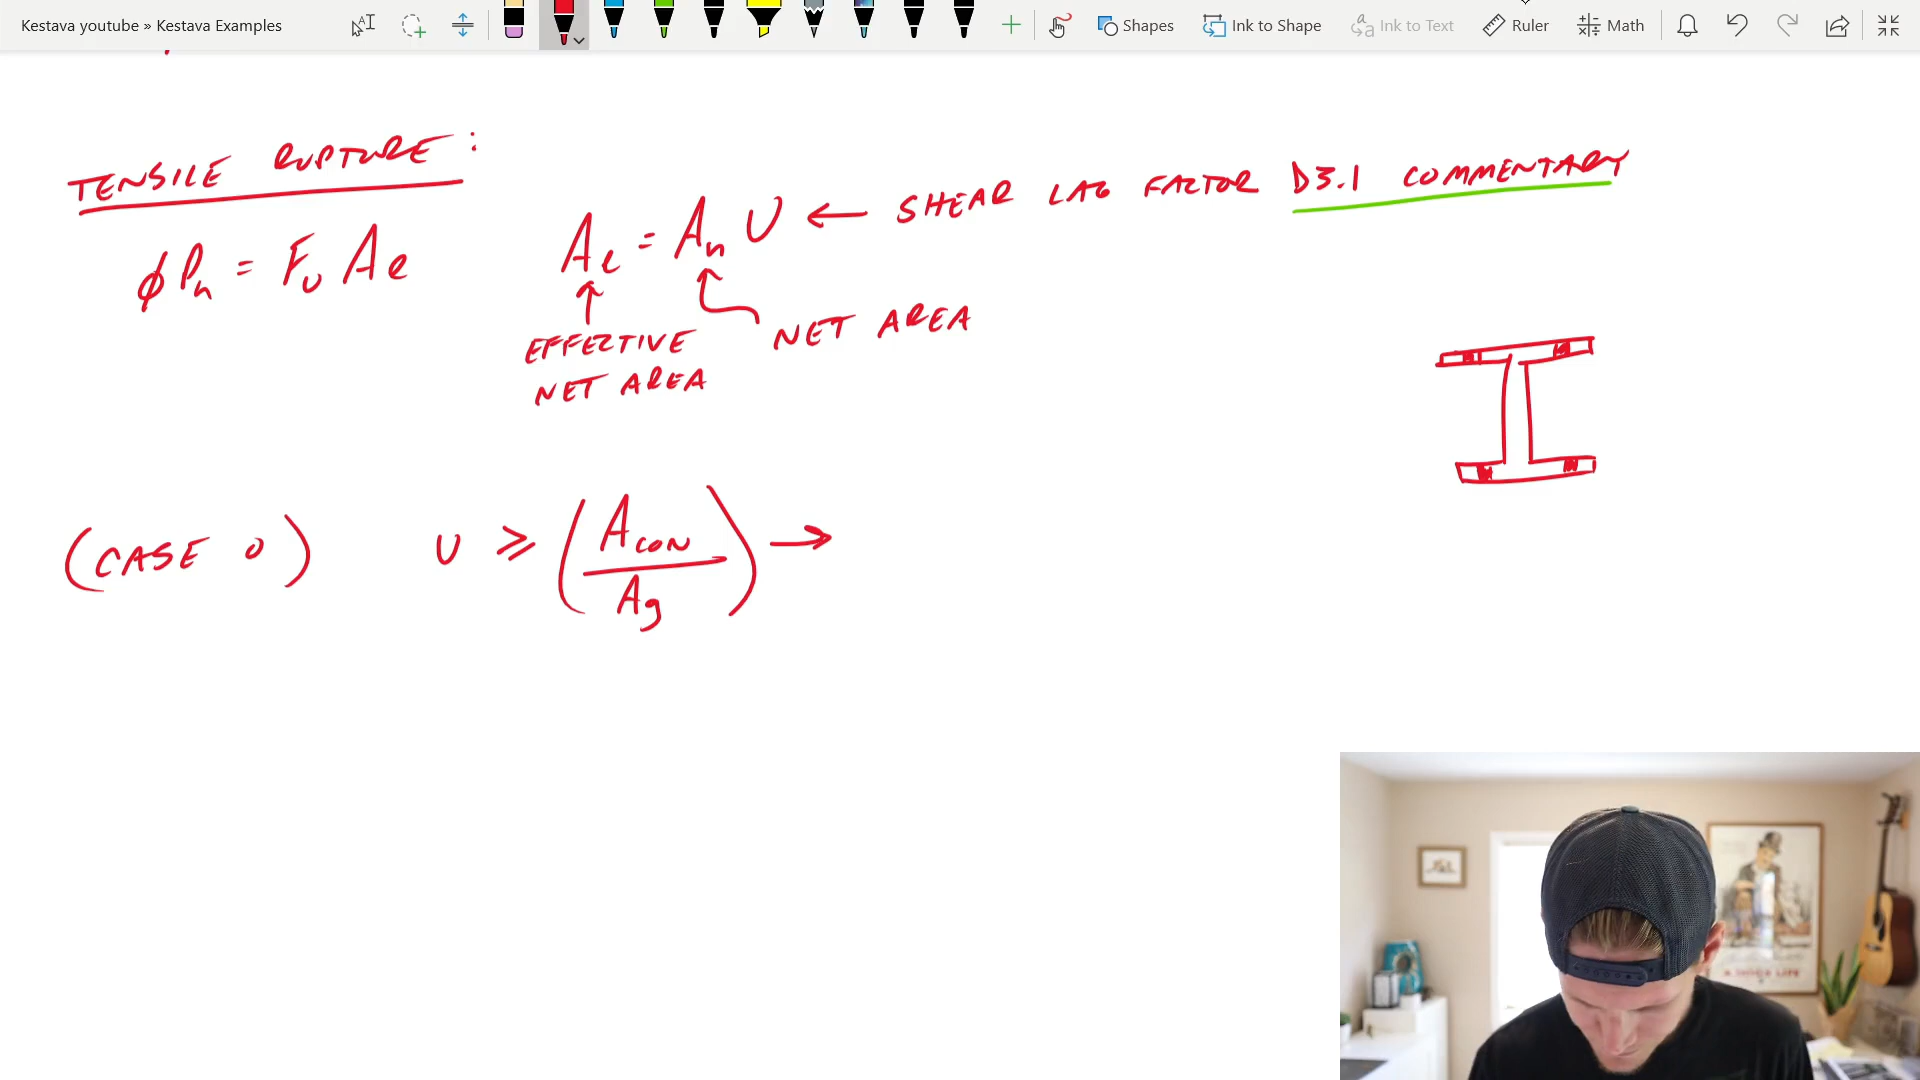 Kestava youtube » Kestava Examples
Shapes
Ink to Shape
Ink to Text
Ruler
Math
TENSILE RUPTURE:
ΦPn = Fu Ae
Ae = An U ← SHEAR LAG FACTOR D3.1 COMMENTARY
EFFECTIVE NET AREA
NET AREA
(CASE 0) U ≥ (Acon / Ag) →